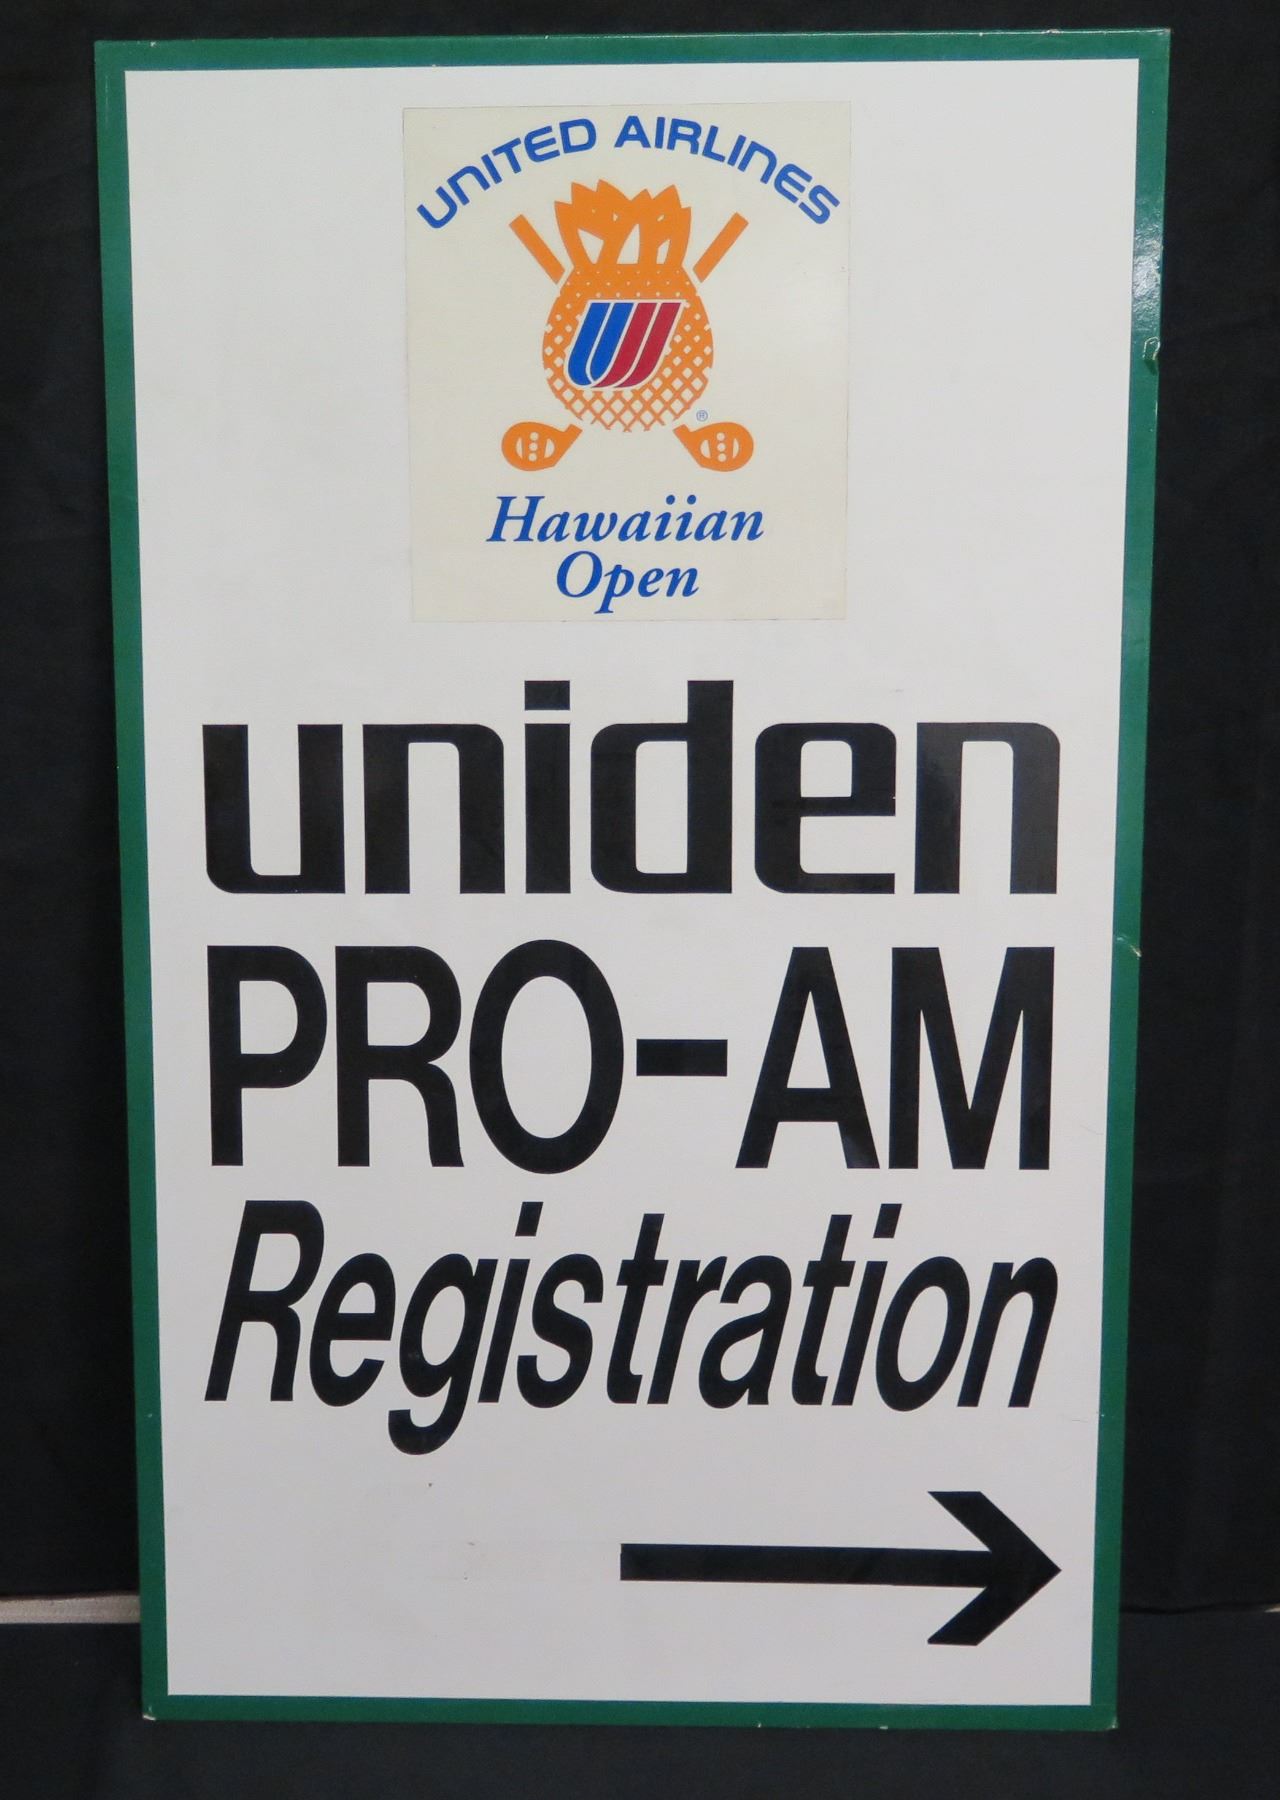 UNITED AIRLINES
®
Hawaiian
Open
uniden
PRO-AM
Registration